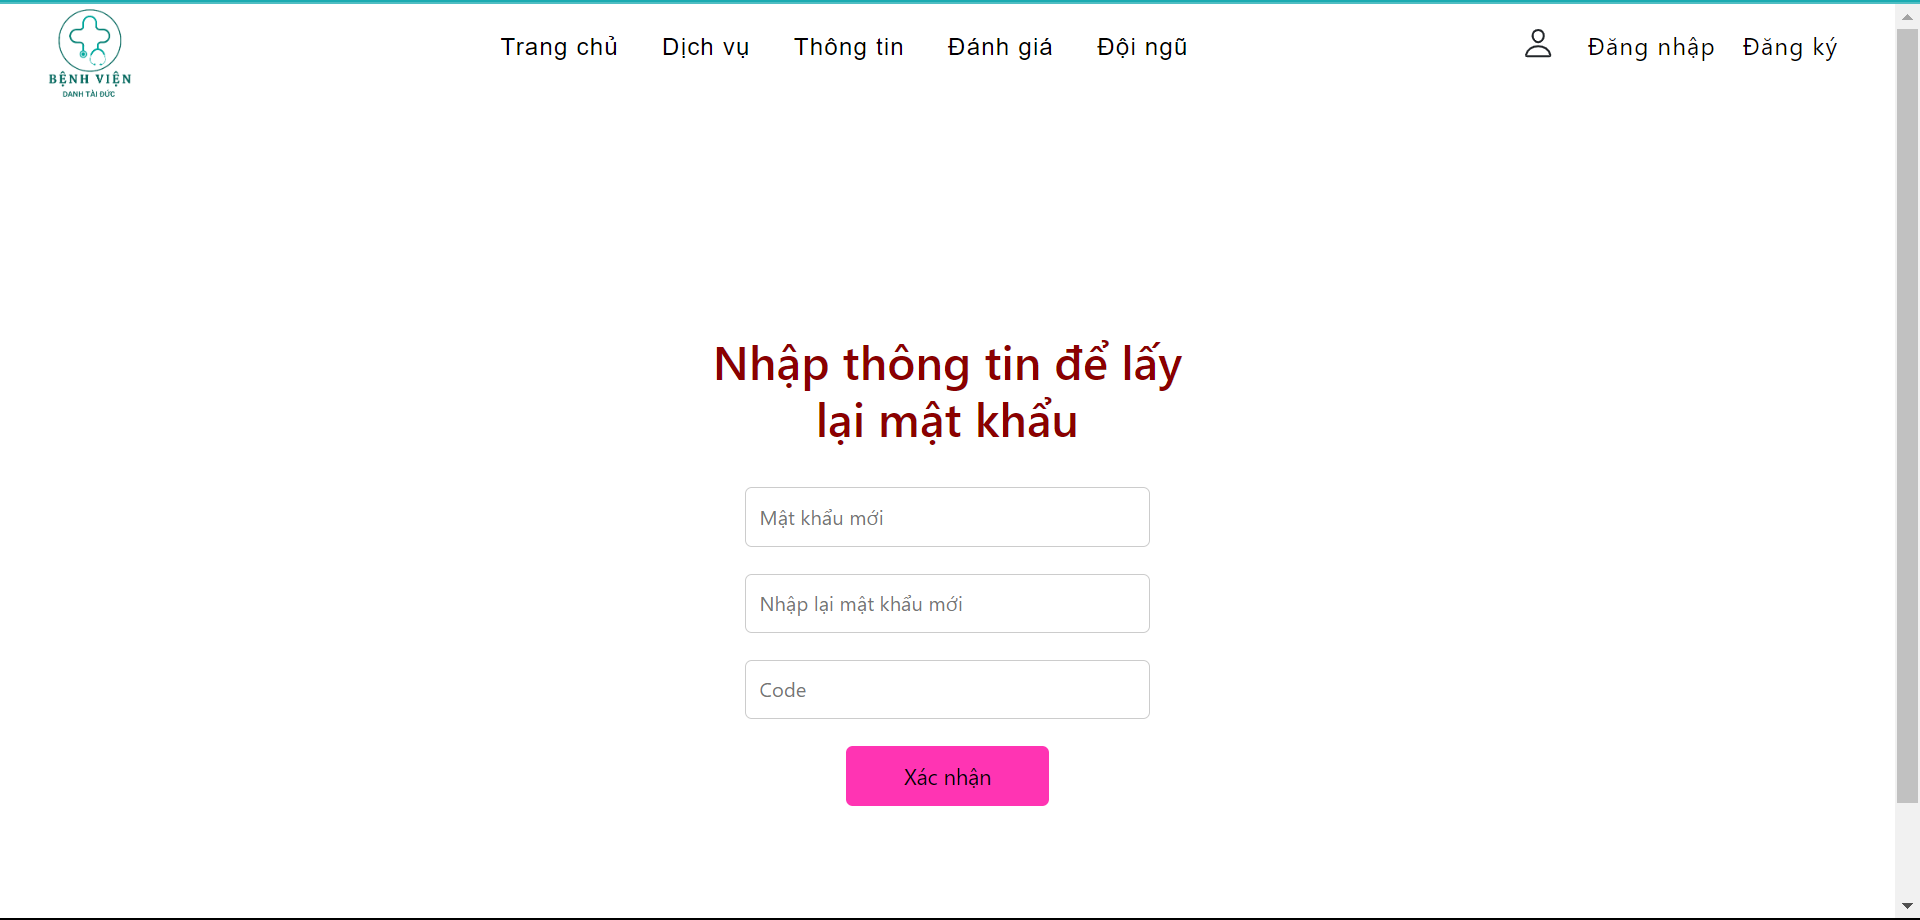 BỆNH VIỆN
DANH TÀI ĐỨC
Trang chủ
Dịch vụ
Thông tin
Đánh giá
Đội ngũ
Đăng nhập
Đăng ký
Nhập thông tin để lấy
lại mật khẩu
Mật khẩu mới
Nhập lại mật khẩu mới
Code
Xác nhận